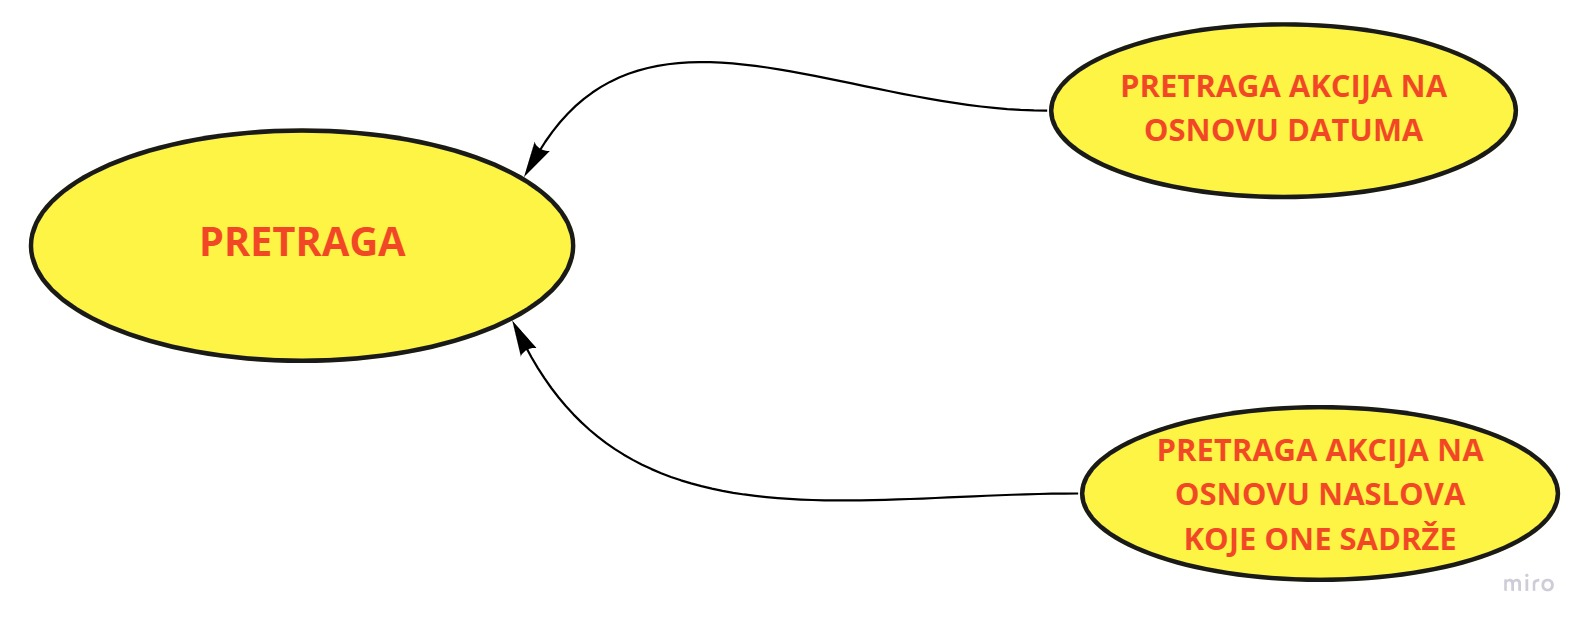 PRETRAGA
PRETRAGA AKCIJA NA
OSNOVU DATUMA
PRETRAGA AKCIJA NA
OSNOVU NASLOVA
KOJE ONE SADRŽE
miro